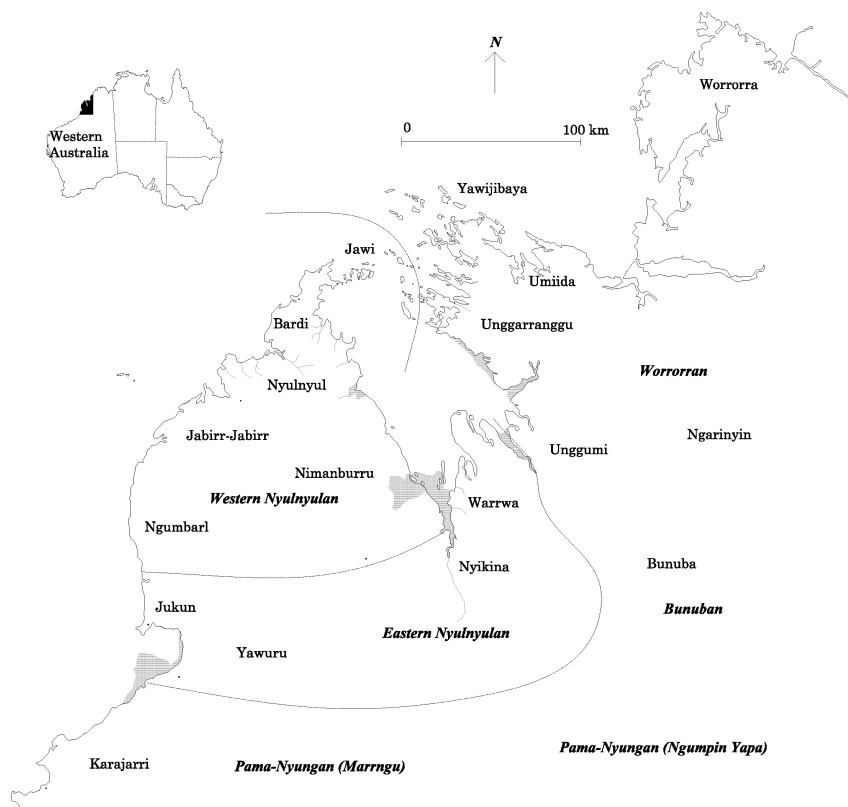 N
Worrorra
0 100 km
Western
Australia
Yawijibaya
Jawi
Umiida
Bardi
Unggarranggu
Worrorran
Nyulnyul
Jabirr-Jabirr
Ngarinyin
Unggumi
Nimanburru
Western Nyulnyulan
Warrwa
Ngumbarl
Bunuba
Nyikina
Jukun
Bunuban
Eastern Nyulnyulan
Yawuru
Pama-Nyungan (Ngumpin Yapa)
Karajarri
Pama-Nyungan (Marrngu)